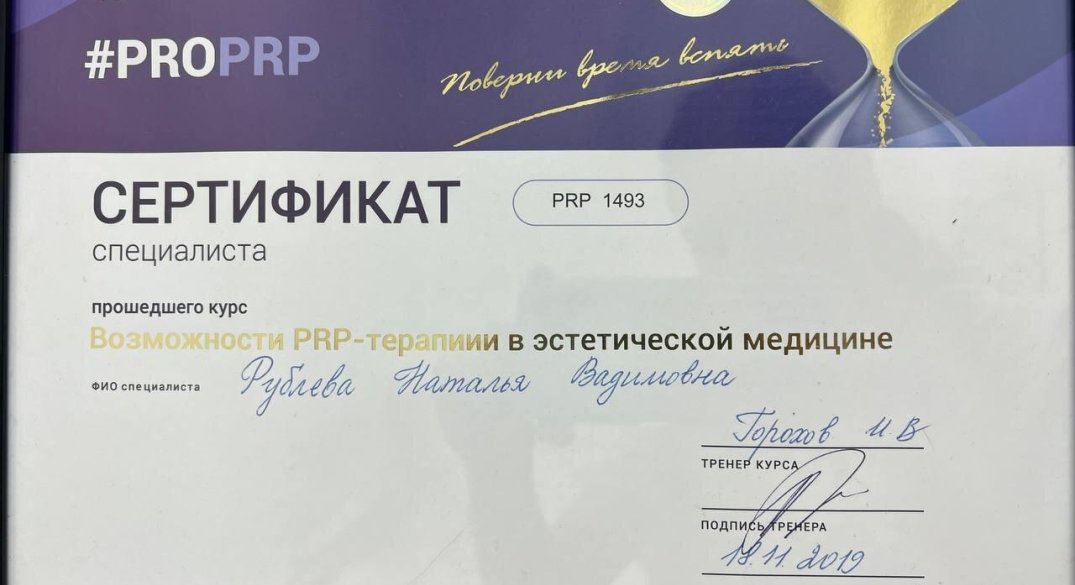 #PROPRP
Поверни время вспять
СЕРТИФИКАТ
PRP 1493
специалиста
прошедшего курс
Возможности PRP-терапиии в эстетической медицине
ФИО специалиста Рублева Наталья Вадимовна
Горохов И В
ТРЕНЕР КУРСА
ПОДПИСЬ ТРЕНЕРА
18.11.2019